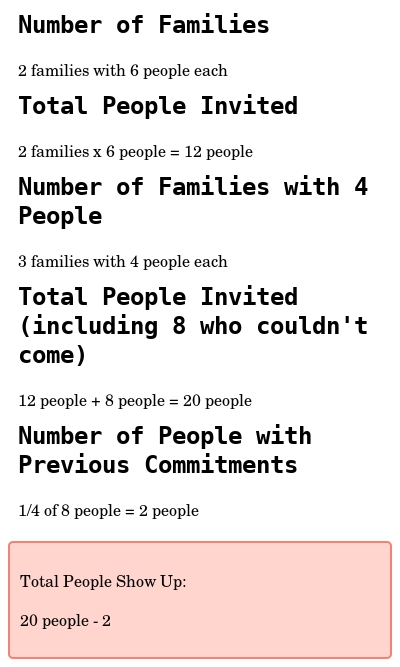 Number of Families
2 families with 6 people each
Total People Invited
2 families x 6 people = 12 people
Number of Families with 4
People
3 families with 4 people each
Total People Invited
(including 8 who couldn't
come)
12 people + 8 people = 20 people
Number of People with
Previous Commitments
1/4 of 8 people = 2 people
Total People Show Up:
20 people - 2